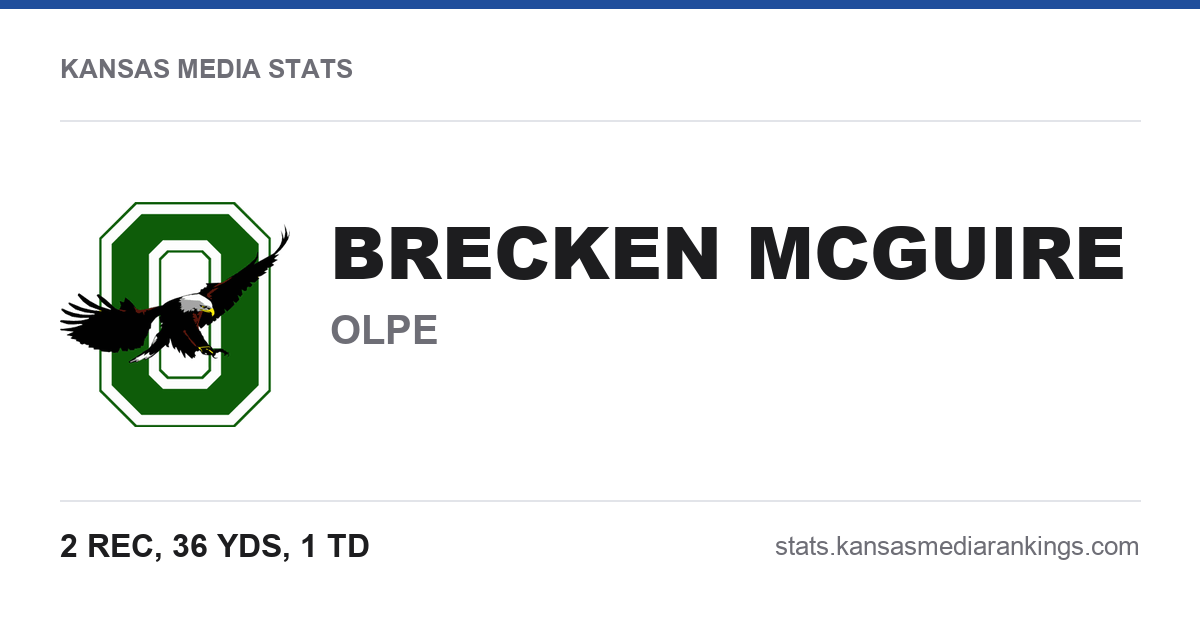 KANSAS MEDIA STATS
O
BRECKEN MCGUIRE
OLPE
2 REC, 36 YDS, 1 TD
stats.kansasmediarankings.com